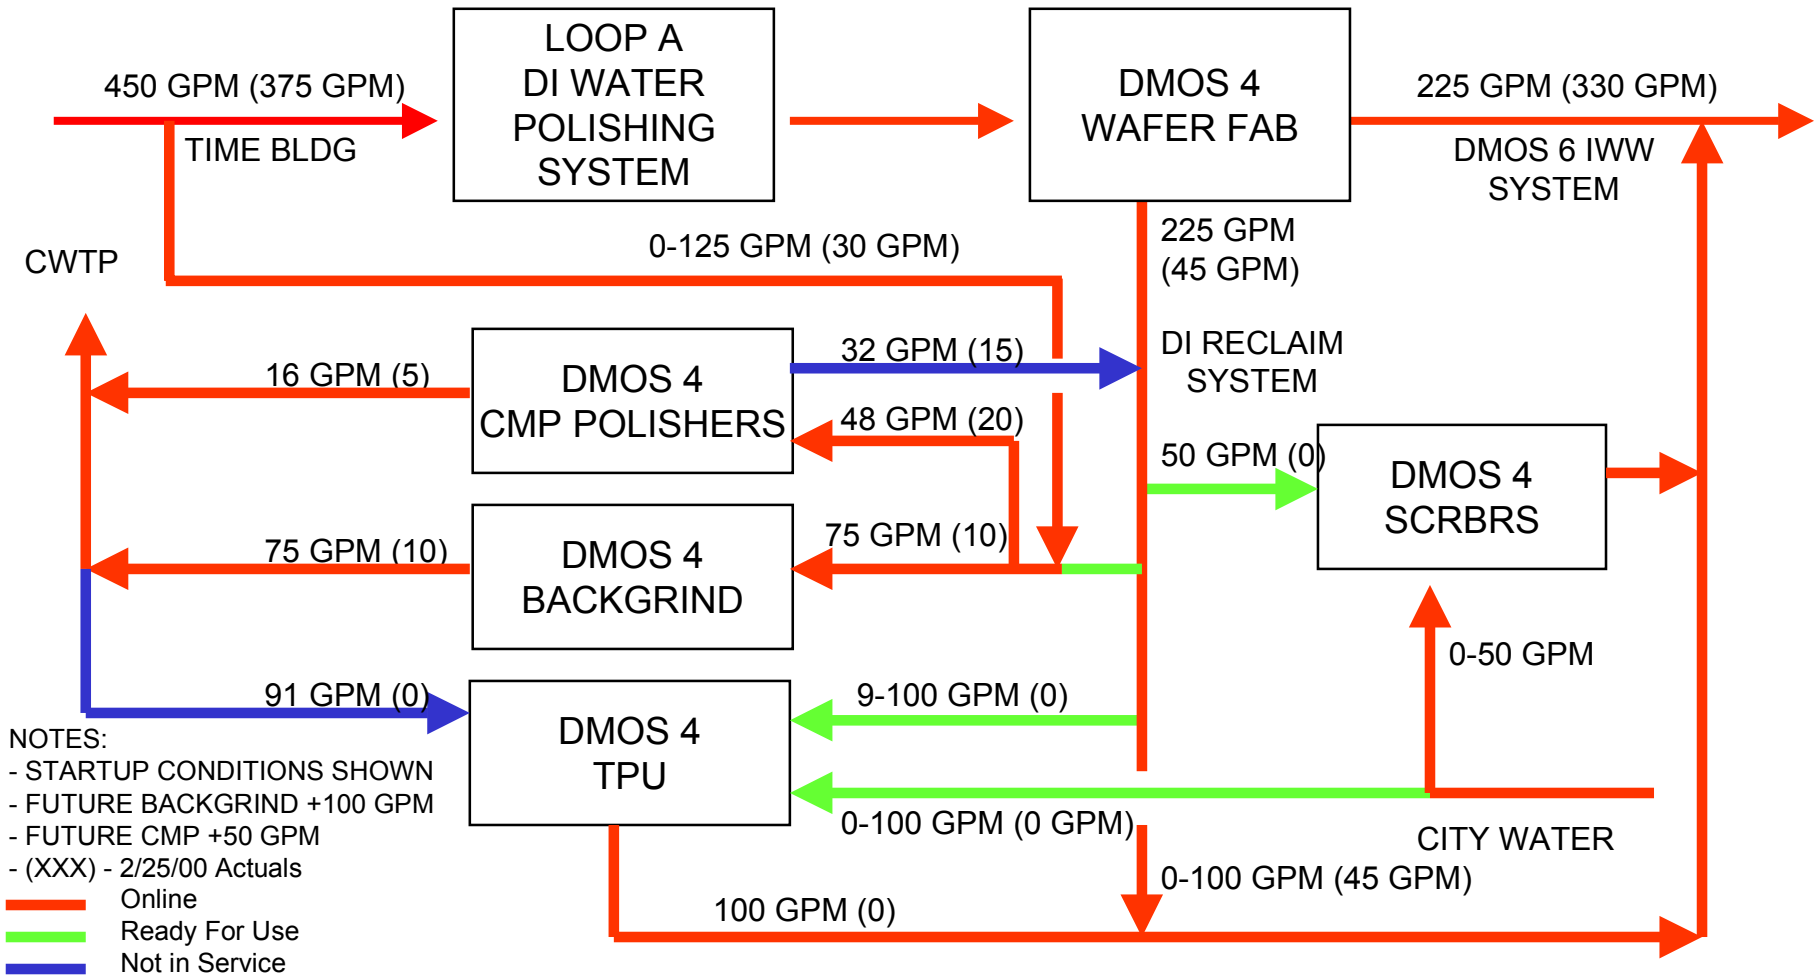 LOOP A
DI WATER
POLISHING
SYSTEM
DMOS 4
WAFER FAB
450 GPM (375 GPM)
TIME BLDG
225 GPM (330 GPM)
DMOS 6 IWW
SYSTEM
CWTP
0-125 GPM (30 GPM)
225 GPM
(45 GPM)
DI RECLAIM
SYSTEM
16 GPM (5)
DMOS 4
CMP POLISHERS
32 GPM (15)
48 GPM (20)
50 GPM (0)
DMOS 4
SCRBRS
75 GPM (10)
DMOS 4
BACKGRIND
75 GPM (10)
0-50 GPM
91 GPM (0)
DMOS 4
TPU
9-100 GPM (0)
0-100 GPM (0 GPM)
CITY WATER
0-100 GPM (45 GPM)
100 GPM (0)
NOTES:
- STARTUP CONDITIONS SHOWN
- FUTURE BACKGRIND +100 GPM
- FUTURE CMP +50 GPM
- (XXX) - 2/25/00 Actuals
Online
Ready For Use
Not in Service